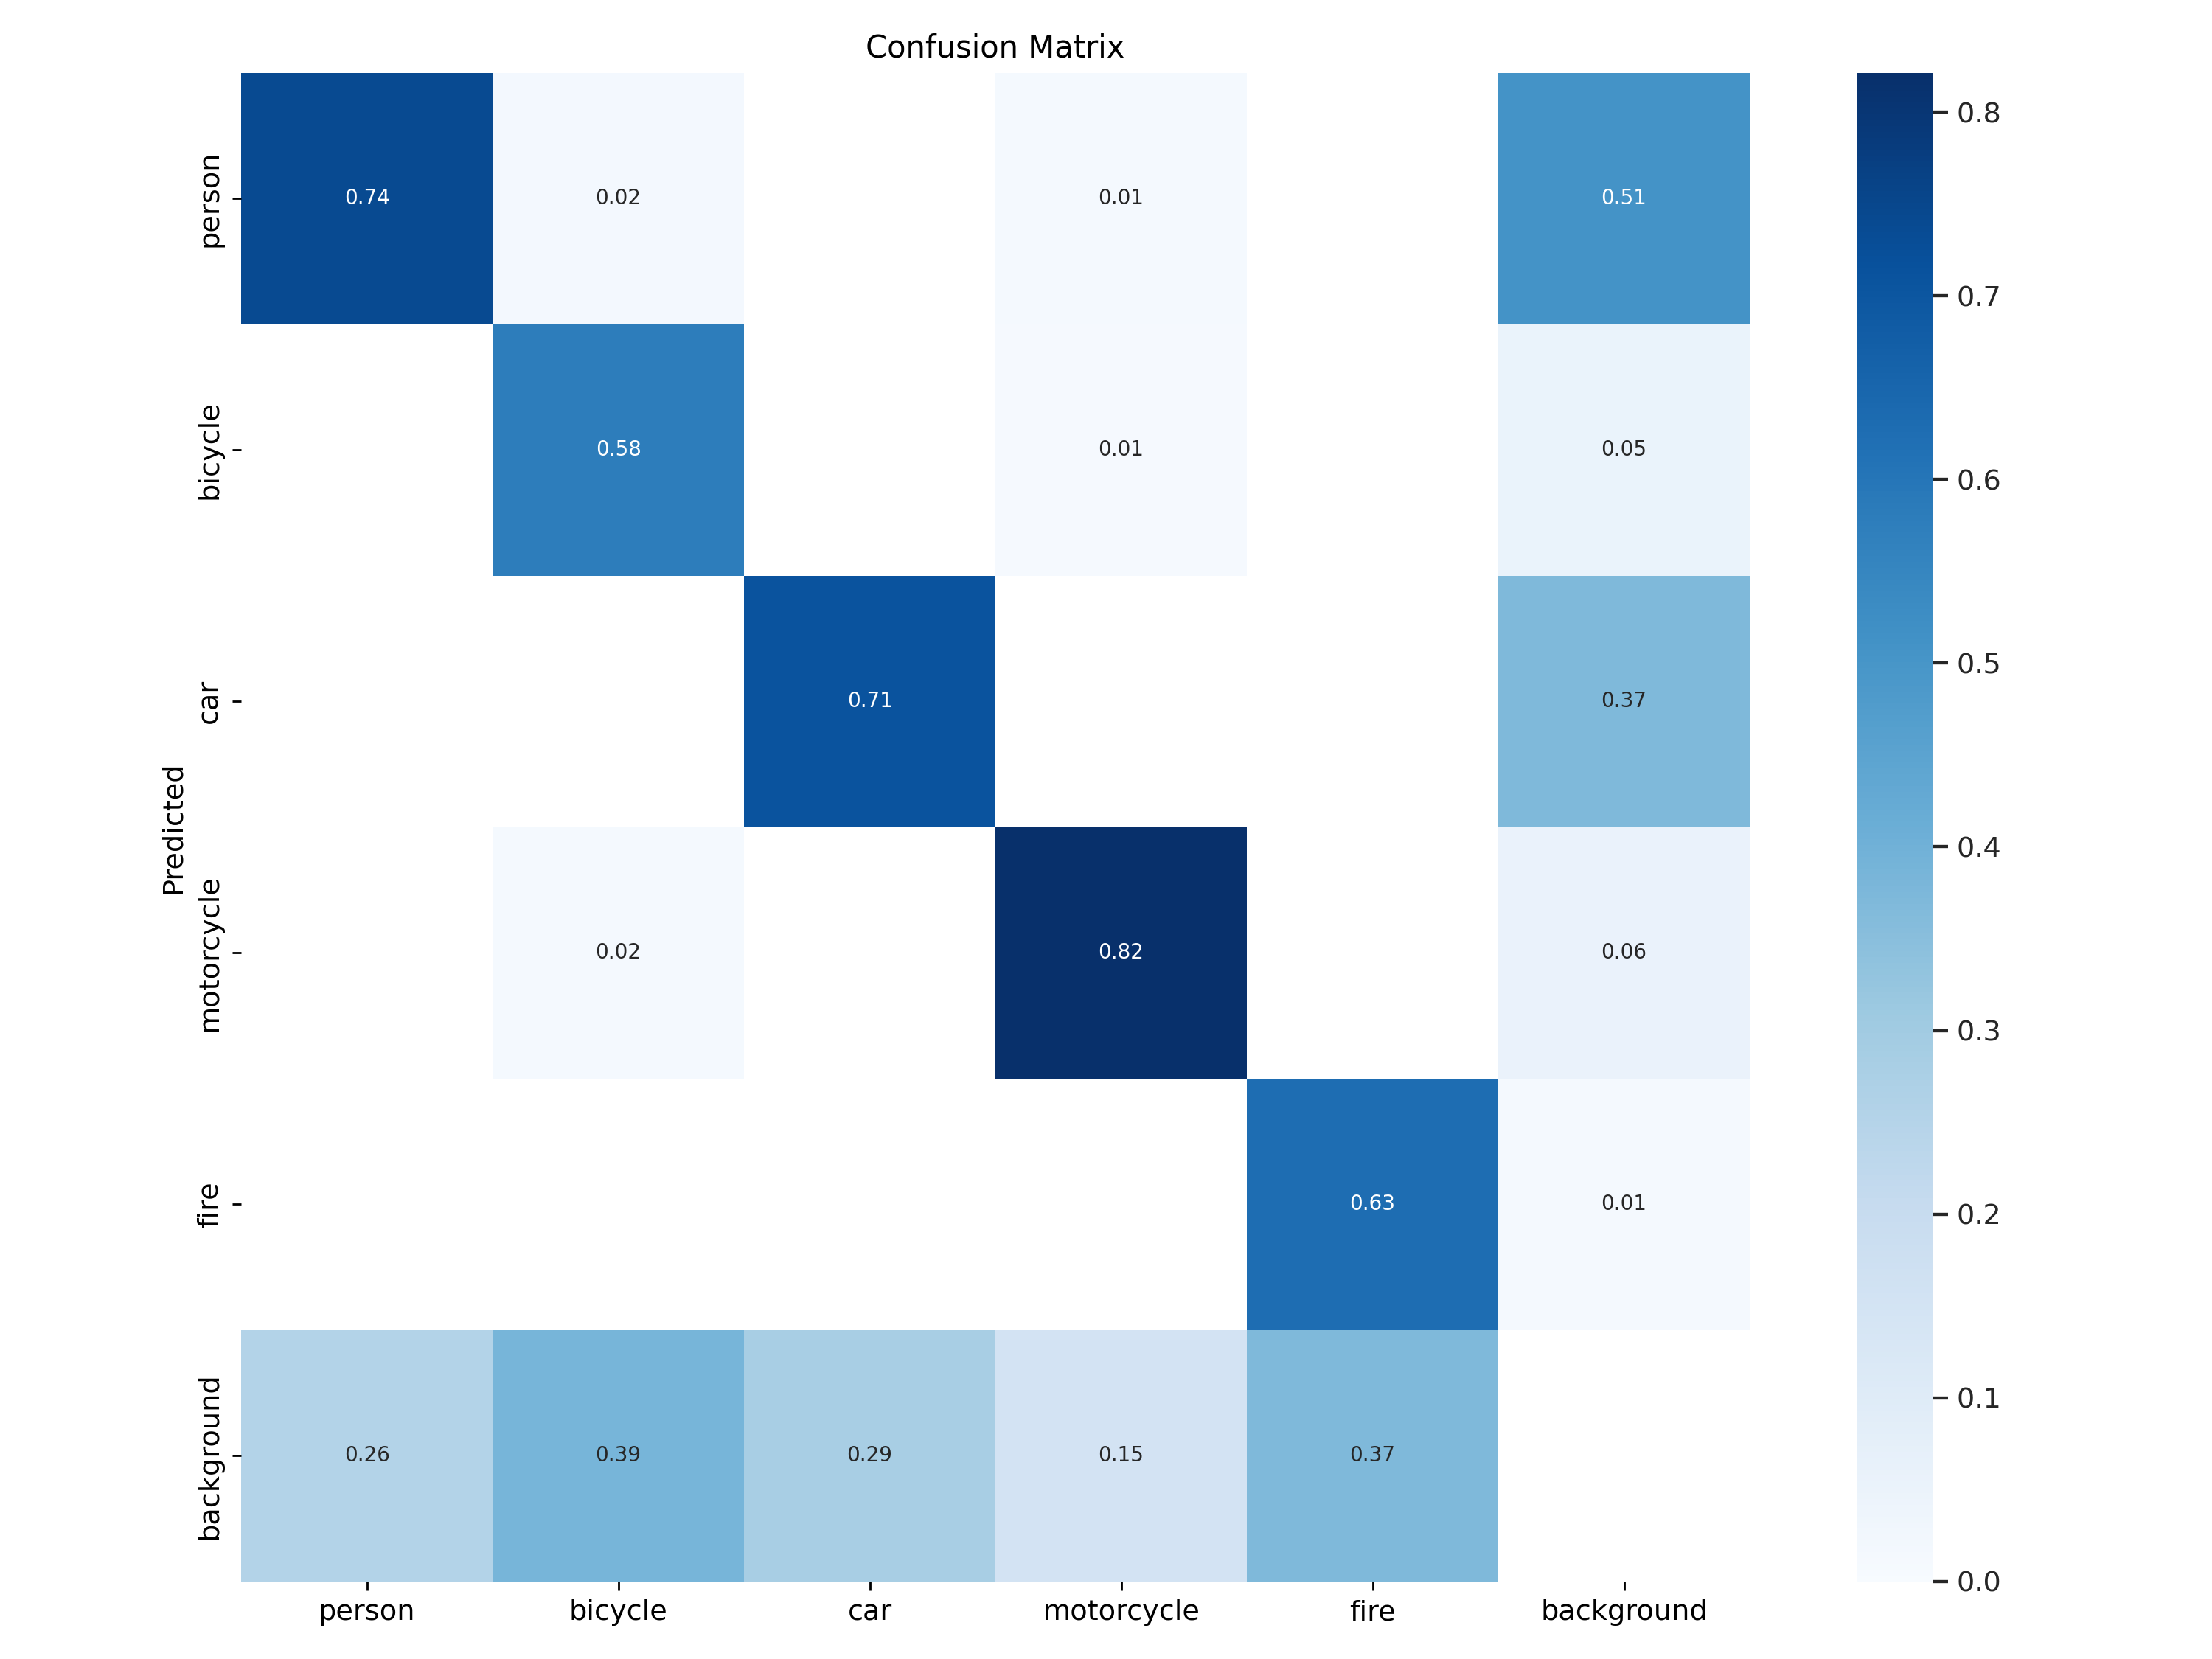 Confusion Matrix
person 0.74 0.02 0.01 0.51
bicycle 0.58 0.01 0.05
car 0.71 0.37
motorcycle 0.02 0.82 0.06
fire 0.63 0.01
background 0.26 0.39 0.29 0.15 0.37
person bicycle car motorcycle fire background
Predicted
0.8
0.7
0.6
0.5
0.4
0.3
0.2
0.1
0.0